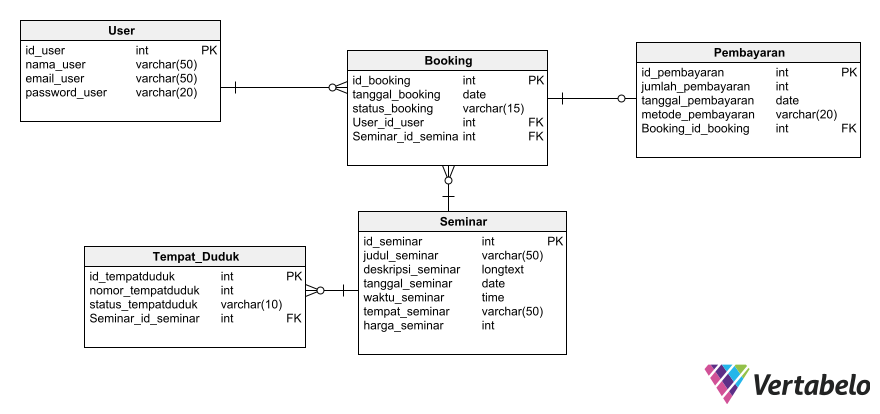 User
id_user int PK
nama_user varchar(50)
email_user varchar(50)
password_user varchar(20)
Booking
id_booking int PK
tanggal_booking date
status_booking varchar(15)
User_id_user int FK
Seminar_id_semina int FK
Pembayaran
id_pembayaran int PK
jumlah_pembayaran int
tanggal_pembayaran date
metode_pembayaran varchar(20)
Booking_id_booking int FK
Seminar
id_seminar int PK
judul_seminar varchar(50)
deskripsi_seminar longtext
tanggal_seminar date
waktu_seminar time
tempat_seminar varchar(50)
harga_seminar int
Tempat_Duduk
id_tempatduduk int PK
nomor_tempatduduk int
status_tempatduduk varchar(10)
Seminar_id_seminar int FK
Vertabelo